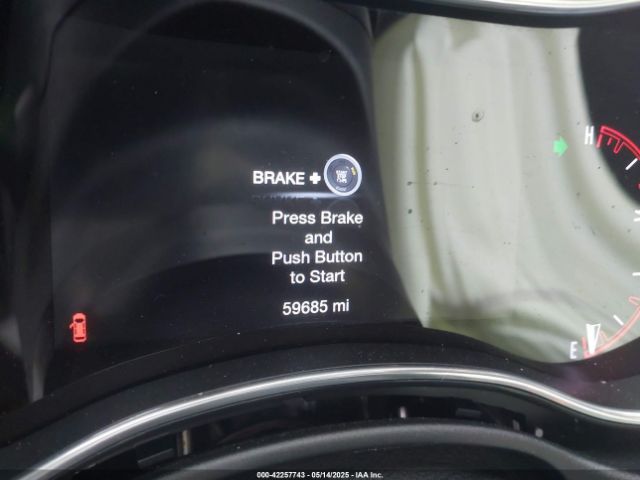 BRAKE +
Press Brake
and
Push Button
to Start
59685 mi
H
E
000-42257743 - 05/14/2025 - IAA Inc.